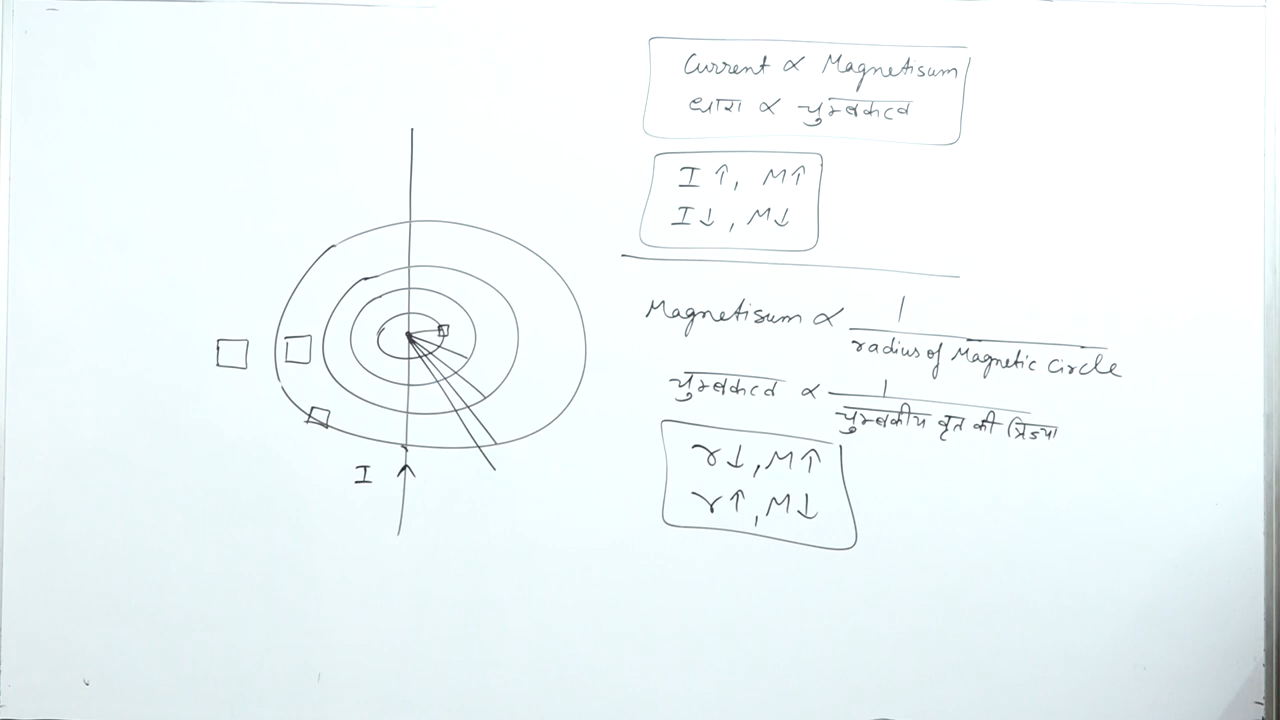 Current ∝ Magnetisum
धारा ∝ चुम्बकत्व
I ↑, M↑
I↓, M↓
Magnetisum ∝ 1
radius of Magnetic circle
चुम्बकत्व ∝ 1
चुम्बकीय वृत की त्रिज्या
r↓, M↑
r↑, M↓
I